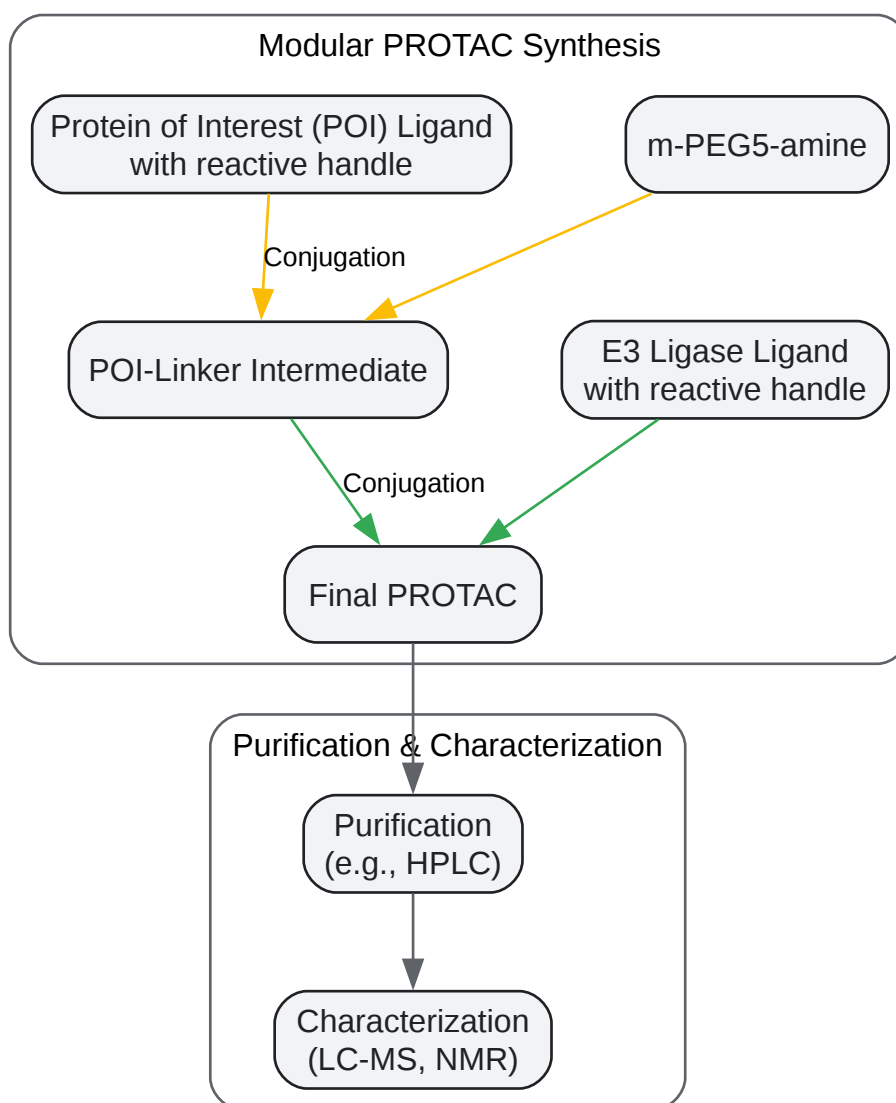 Modular PROTAC Synthesis
Protein of Interest (POI) Ligand
with reactive handle
m-PEG5-amine
Conjugation
POI-Linker Intermediate
E3 Ligase Ligand
with reactive handle
Conjugation
Final PROTAC
Purification & Characterization
Purification
(e.g., HPLC)
Characterization
(LC-MS, NMR)